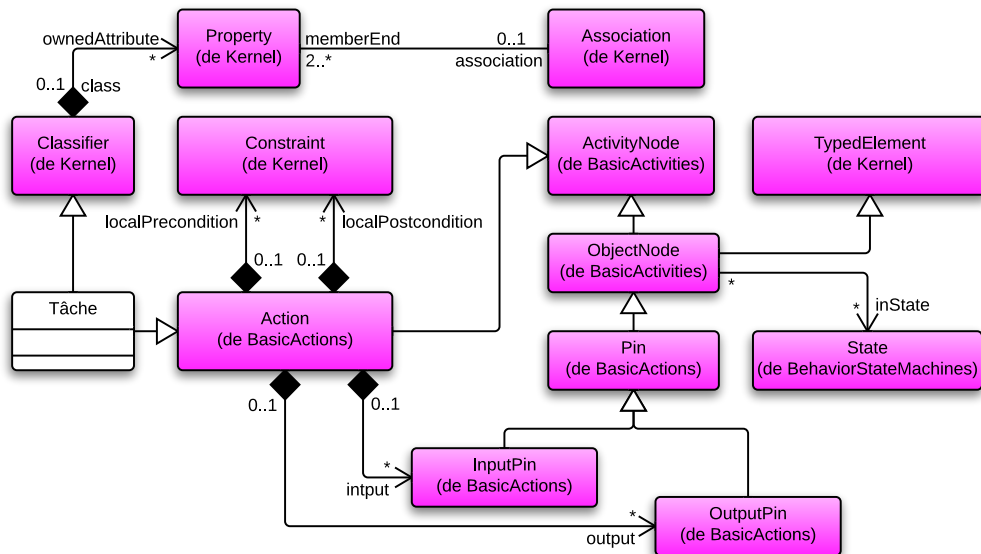 ownedAttribute
*
Property
(de Kernel)
memberEnd
2..*
0..1
association
Association
(de Kernel)
0..1
class
Classifier
(de Kernel)
Constraint
(de Kernel)
ActivityNode
(de BasicActivities)
TypedElement
(de Kernel)
localPrecondition
*
*
localPostcondition
0..1
0..1
ObjectNode
(de BasicActivities)
*
*
inState
Tâche
Action
(de BasicActions)
Pin
(de BasicActions)
State
(de BehaviorStateMachines)
0..1
0..1
*
intput
InputPin
(de BasicActions)
*
output
OutputPin
(de BasicActions)